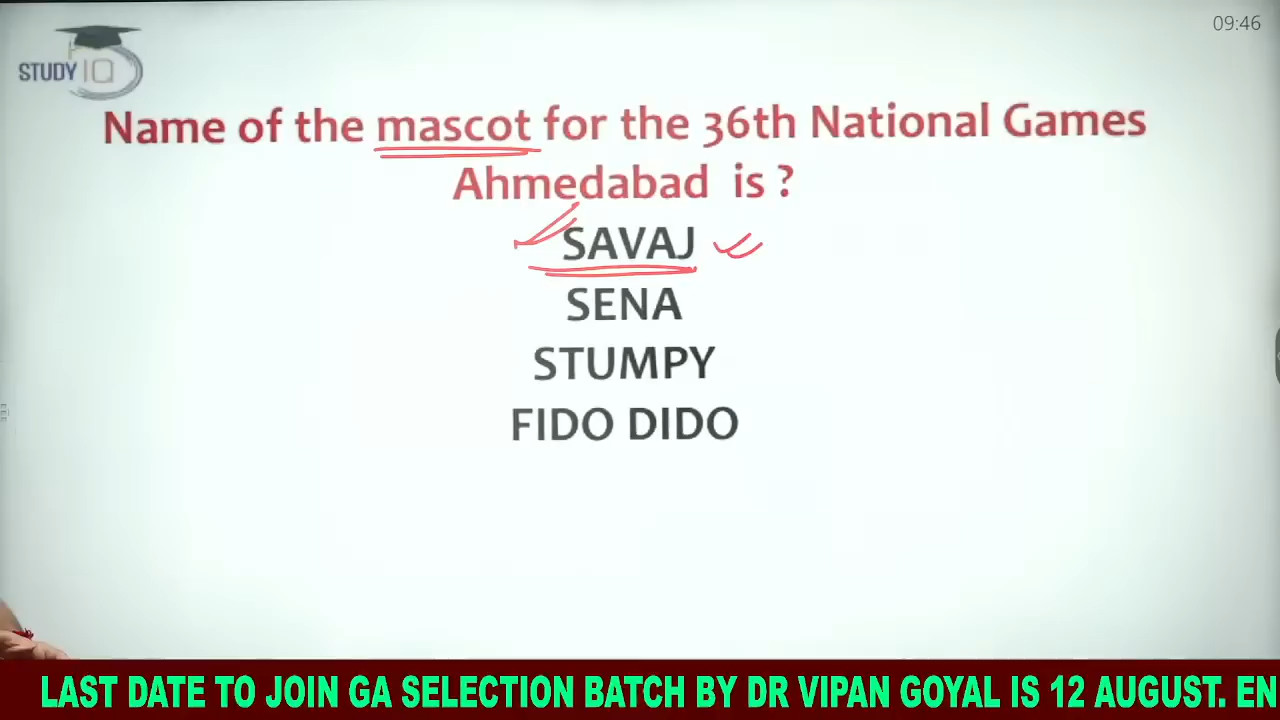 09:46
STUDY IQ
Name of the mascot for the 36th National Games
Ahmedabad is ?
SAVAJ
SENA
STUMPY
FIDO DIDO
LAST DATE TO JOIN GA SELECTION BATCH BY DR VIPAN GOYAL IS 12 AUGUST. EN